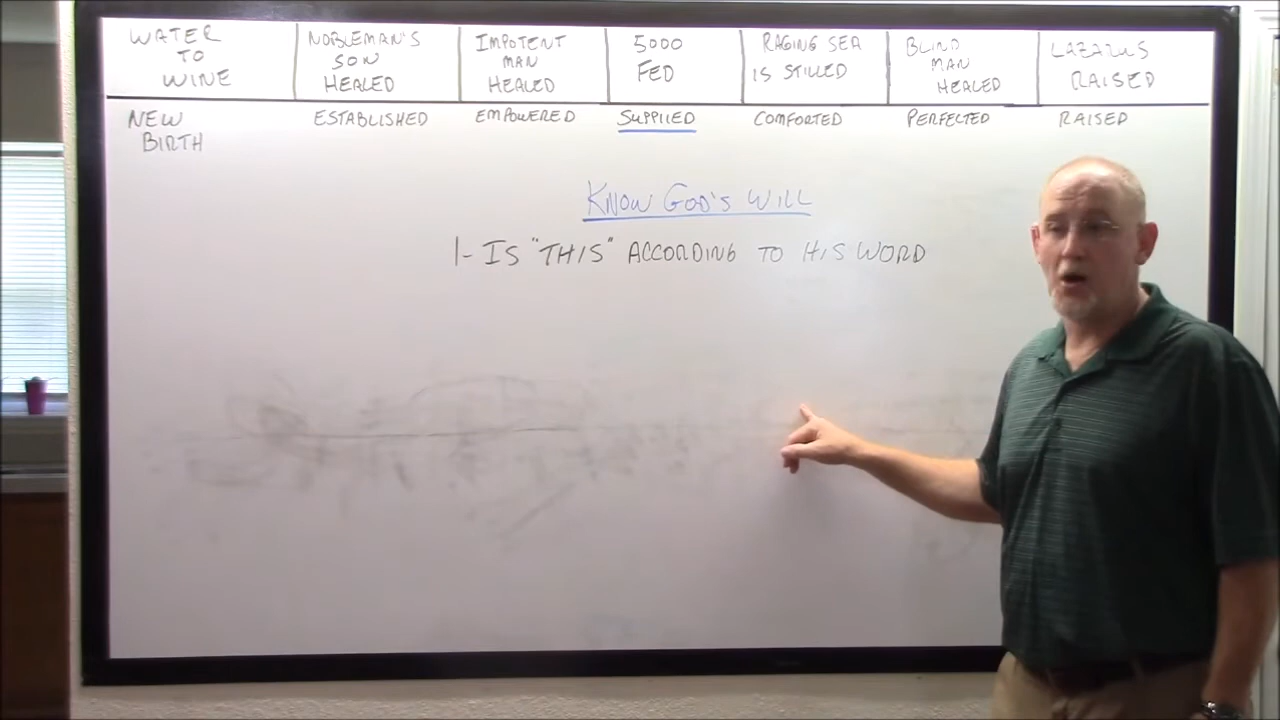 WATER
TO
WINE
NOBLEMAN'S
SON
HEALED
IMPOTENT
MAN
HEALED
5000
FED
RAGING SEA
IS STILLED
BLIND
MAN
HEALED
LAZARUS
RAISED
NEW
BIRTH
ESTABLISHED
EMPOWERED
SUPPLIED
COMFORTED
PERFECTED
RAISED
KNOW GOD'S WILL
1- IS "THIS" ACCORDING TO HIS WORD